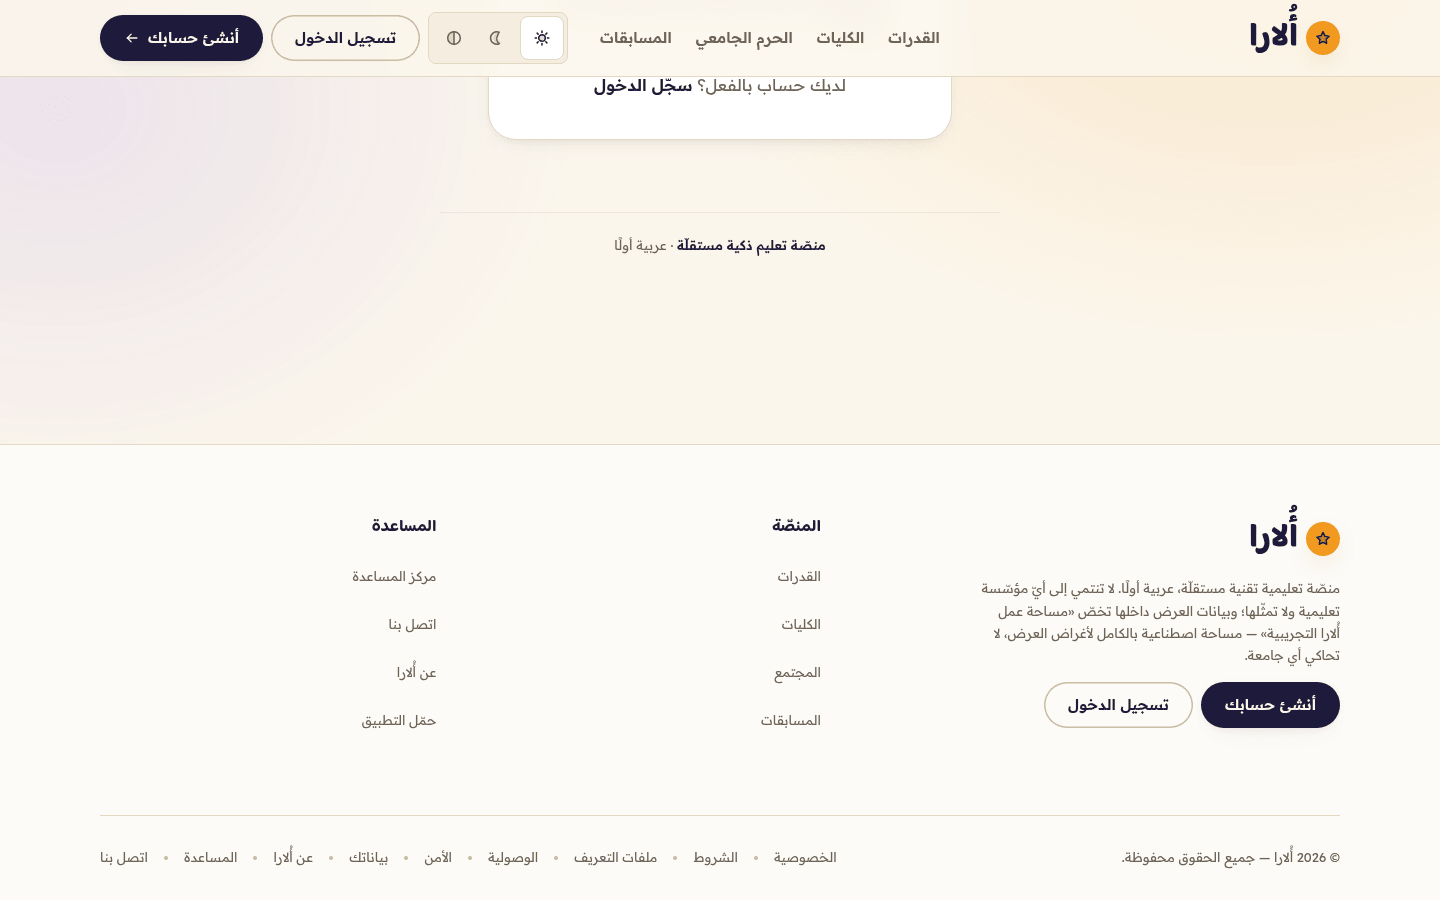 ألارا
القدرات
الكليات
الحرم الجامعي
المسابقات
تسجيل الدخول
أنشئ حسابك ←
لديك حساب بالفعل؟ سجّل الدخول
منصّة تعليم ذكية مستقلّة · عربية أولًا
ألارا
منصّة تعليمية تقنية مستقلّة، عربية أولًا. لا تنتمي إلى أيّ مؤسّسة
تعليمية ولا تمثّلها؛ وبيانات العرض داخلها تخصّ «مساحة عمل
ألارا التجريبية» — مساحة اصطناعية بالكامل لأغراض العرض، لا
تحاكي أي جامعة.
أنشئ حسابك
تسجيل الدخول
المنصّة
القدرات
الكليات
المجتمع
المسابقات
المساعدة
مركز المساعدة
اتصل بنا
عن ألارا
حمّل التطبيق
© 2026 ألارا — جميع الحقوق محفوظة.
الخصوصية • الشروط • ملفات التعريف • الوصولية • الأمن • بياناتك • عن ألارا • المساعدة • اتصل بنا